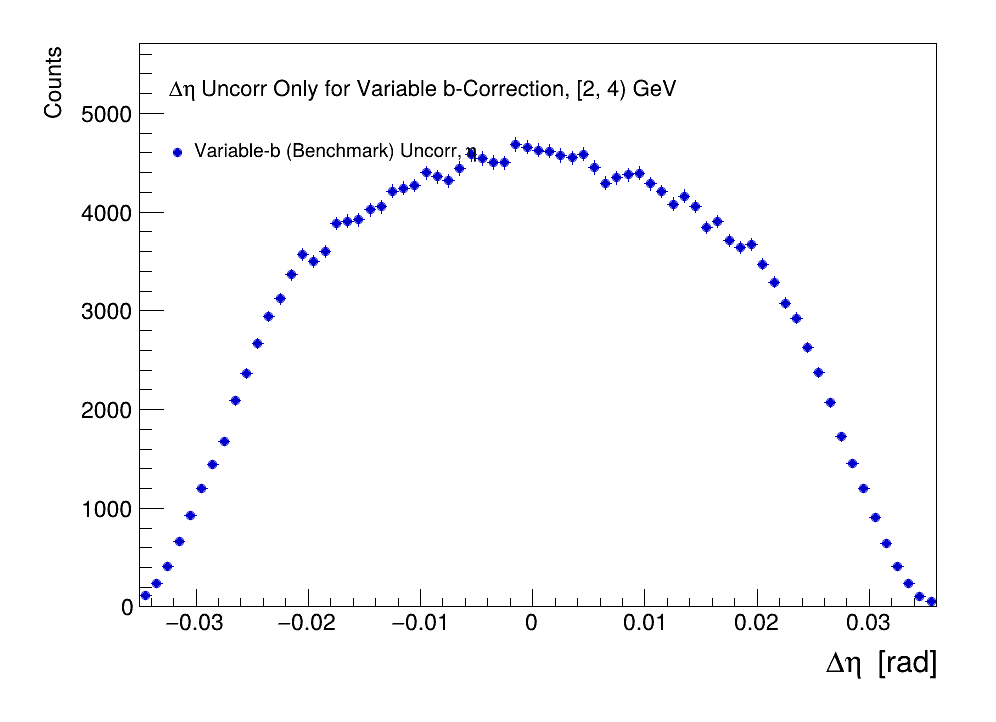 Counts
Δη Uncorr Only for Variable b-Correction, [2, 4) GeV
Variable-b (Benchmark) Uncorr, η
5000
4000
3000
2000
1000
0
−0.03 −0.02 −0.01 0 0.01 0.02 0.03
Δη [rad]